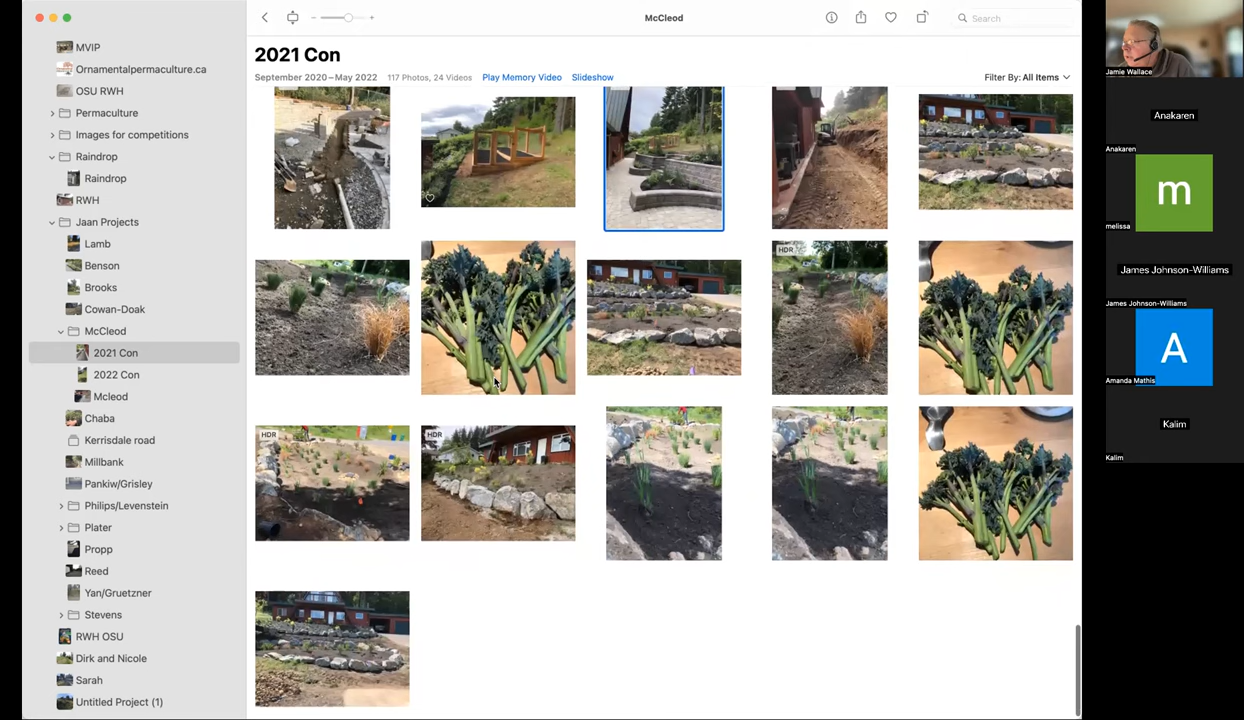 McCleod
Search
2021 Con
September 2020–May 2022
117 Photos, 24 Videos
Play Memory Video
Slideshow
Filter By: All Items
MVIP
Ornamentalpermaculture.ca
OSU RWH
Permaculture
Images for competitions
Raindrop
Raindrop
RWH
Jaan Projects
Lamb
Benson
Brooks
Cowan-Doak
McCleod
2021 Con
2022 Con
Mcleod
Chaba
Kerrisdale road
Millbank
Pankiw/Grisley
Philips/Levenstein
Plater
Propp
Reed
Yan/Gruetzner
Stevens
RWH OSU
Dirk and Nicole
Sarah
Untitled Project (1)
HDR
HDR
HDR
Jamie Wallace
Anakaren
Anakaren
m
melissa
James Johnson-Williams
James Johnson-Williams
A
Amanda Mathis
Kalim
Kalim